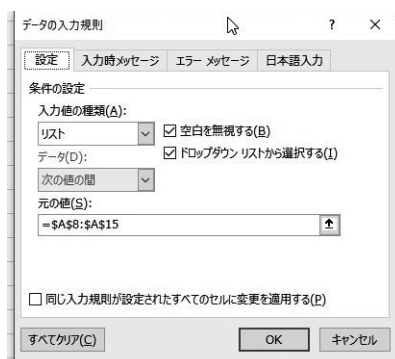 データの入力規則 ? ×
設定 入力時メッセージ エラー メッセージ 日本語入力
条件の設定
入力値の種類(A):
リスト ☑ 空白を無視する(B)
データ(D): ☑ ドロップダウン リストから選択する(I)
次の値の間
元の値(S):
=$A$8:$A$15
☐ 同じ入力規則が設定されたすべてのセルに変更を適用する(P)
すべてクリア(C) OK キャンセル